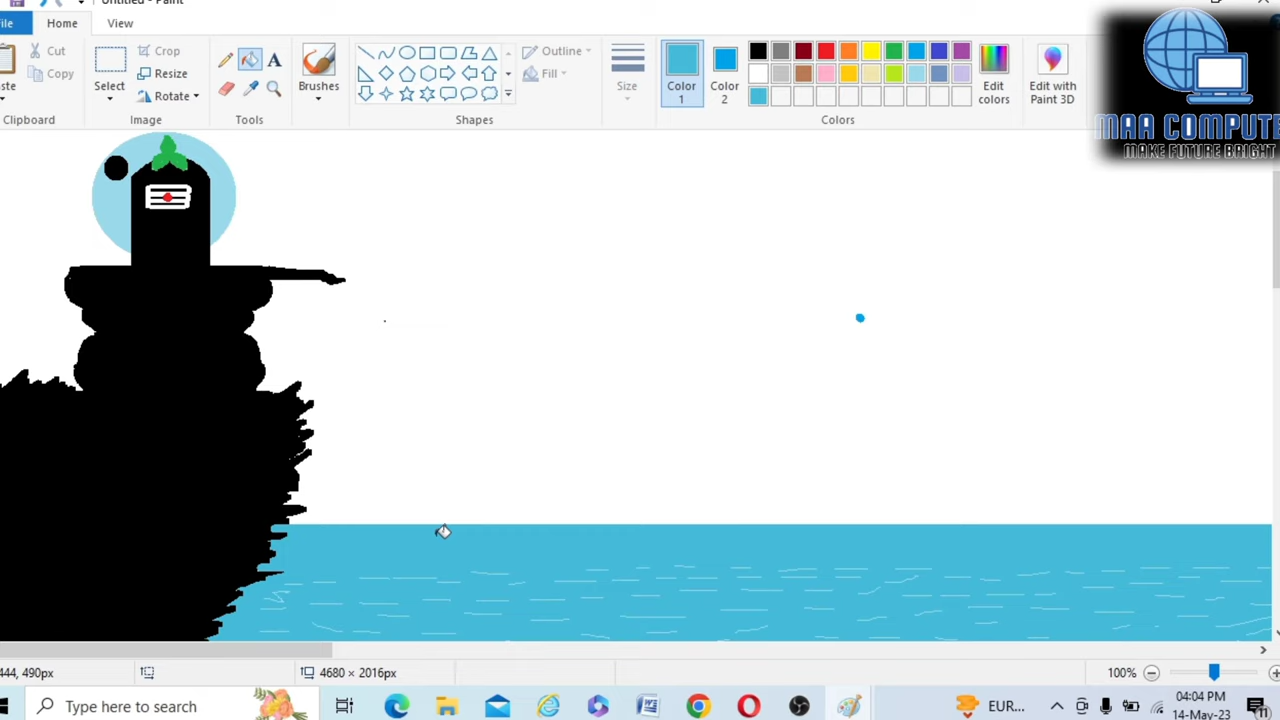 Untitled - Paint
File
Home
View
Cut
Copy
Clipboard
Select
Crop
Resize
Rotate
Image
A
Tools
Brushes
Shapes
Outline
Fill
Size
Color
1
Color
2
Edit
colors
Colors
Edit with
Paint 3D
MAA COMPUTE
MAKE FUTURE BRIGHT
444, 490px
4680 × 2016px
100%
Type here to search
EUR...
04:04 PM
14-May-23
11